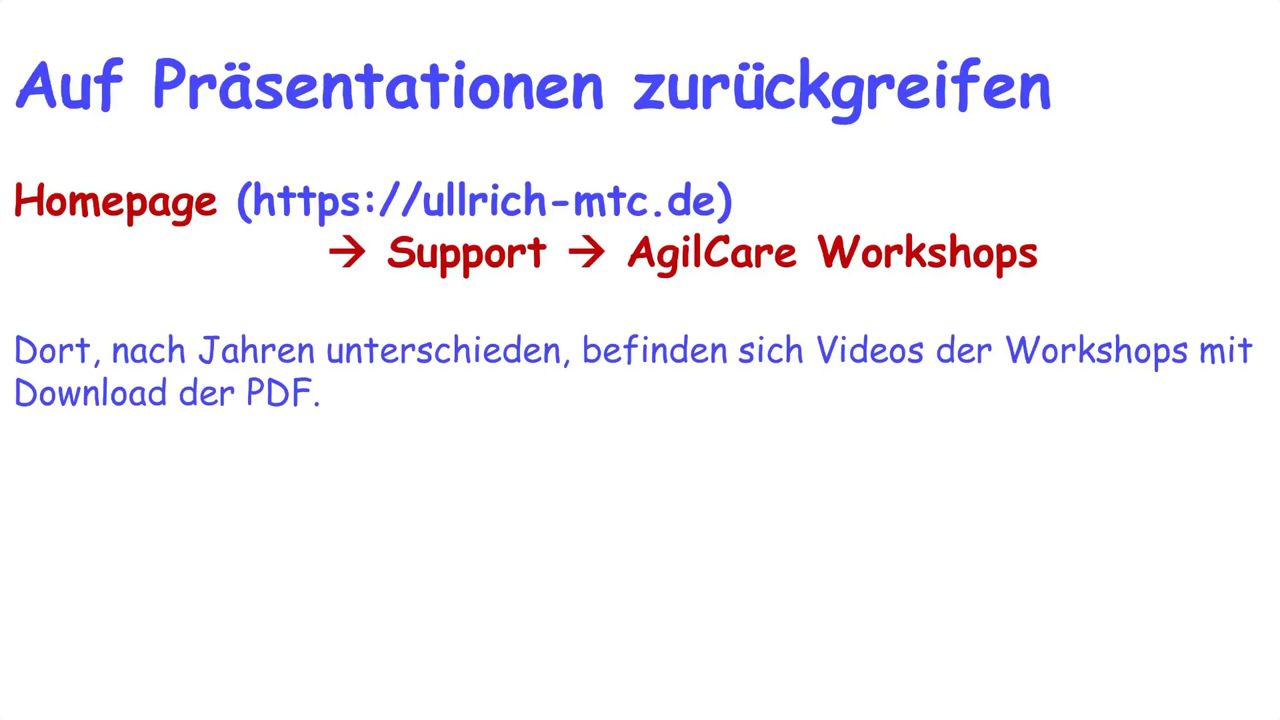 Auf Präsentationen zurückgreifen
Homepage (https://ullrich-mtc.de)
→ Support → AgilCare Workshops
Dort, nach Jahren unterschieden, befinden sich Videos der Workshops mit
Download der PDF.